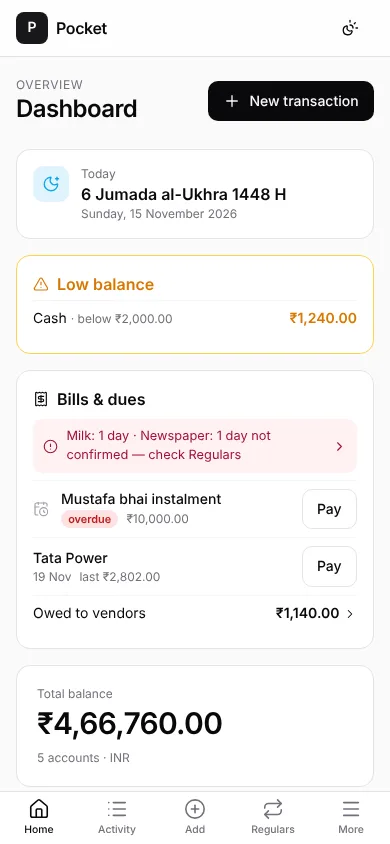 P
Pocket
OVERVIEW
Dashboard
+ New transaction
Today
6 Jumada al-Ukhra 1448 H
Sunday, 15 November 2026
Low balance
Cash · below ₹2,000.00 ₹1,240.00
Bills & dues
Milk: 1 day · Newspaper: 1 day not
confirmed — check Regulars
Mustafa bhai instalment
overdue ₹10,000.00
Pay
Tata Power
19 Nov last ₹2,802.00
Pay
Owed to vendors ₹1,140.00
Total balance
₹4,66,760.00
5 accounts · INR
Home Activity Add Regulars More